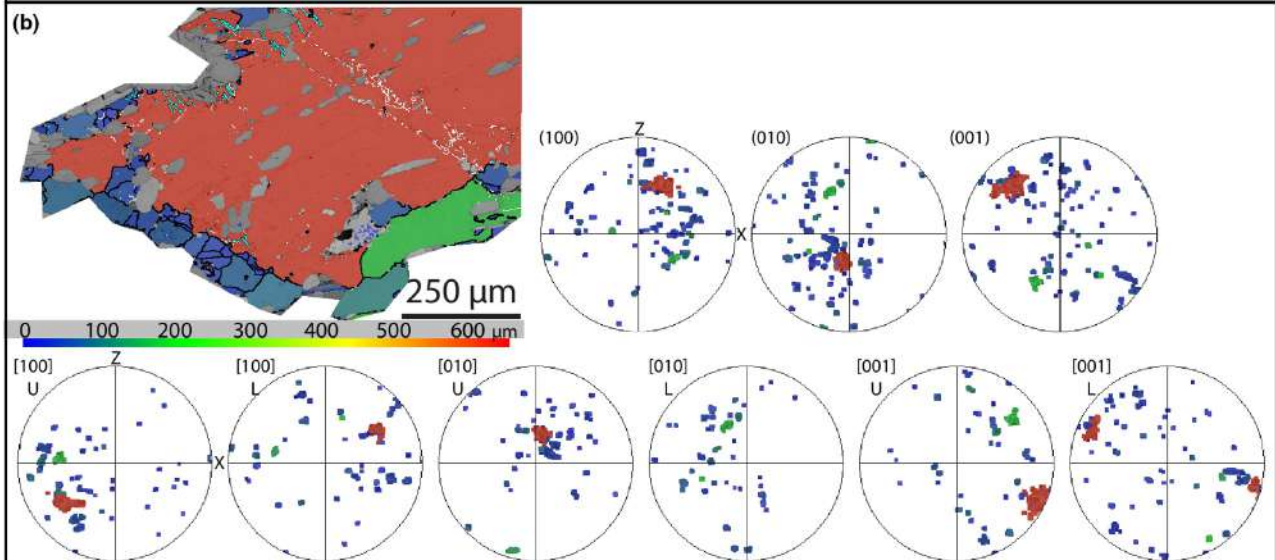 (b)
250 μm
0 100 200 300 400 500 600 μm
(100) Z (010) (001)
X
[100] Z [100] [010] [010] [001] [001]
U L U L U L
X